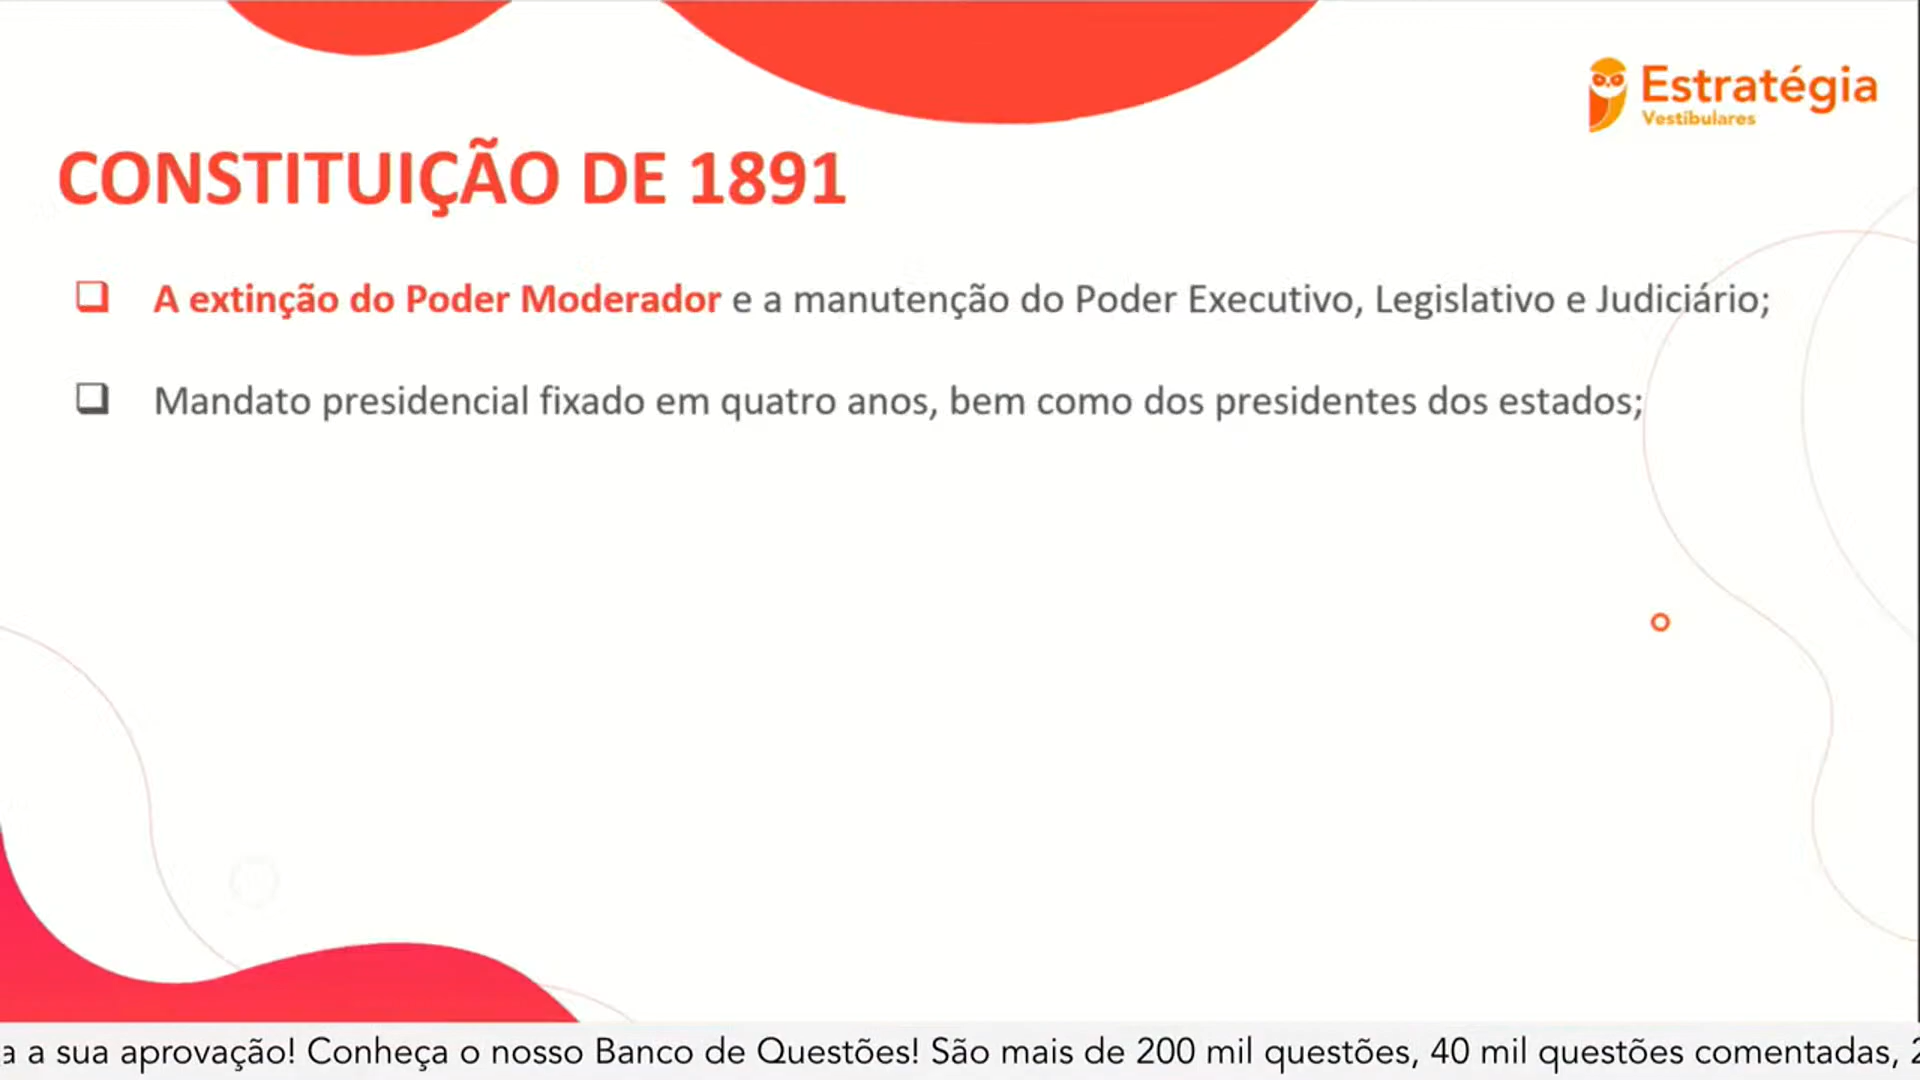 Estratégia
Vestibulares
CONSTITUIÇÃO DE 1891
A extinção do Poder Moderador e a manutenção do Poder Executivo, Legislativo e Judiciário;
Mandato presidencial fixado em quatro anos, bem como dos presidentes dos estados;
a a sua aprovação! Conheça o nosso Banco de Questões! São mais de 200 mil questões, 40 mil questões comentadas,